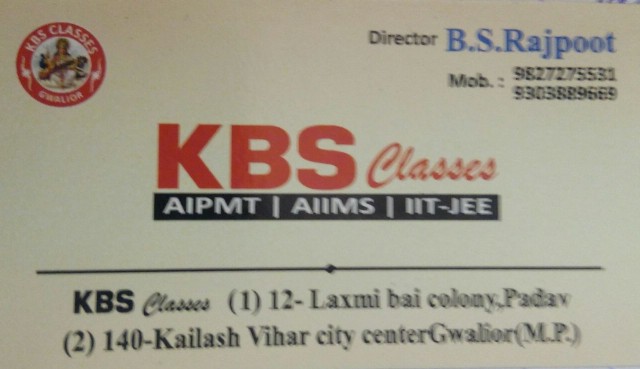 KBS CLASSES
GWALIOR
Director B.S.Rajpoot
Mob. : 9827275531
9303889669
KBS Classes
AIPMT | AIIMS | IIT-JEE
KBS Classes (1) 12- Laxmi bai colony,Padav
(2) 140-Kailash Vihar city centerGwalior(M.P.)